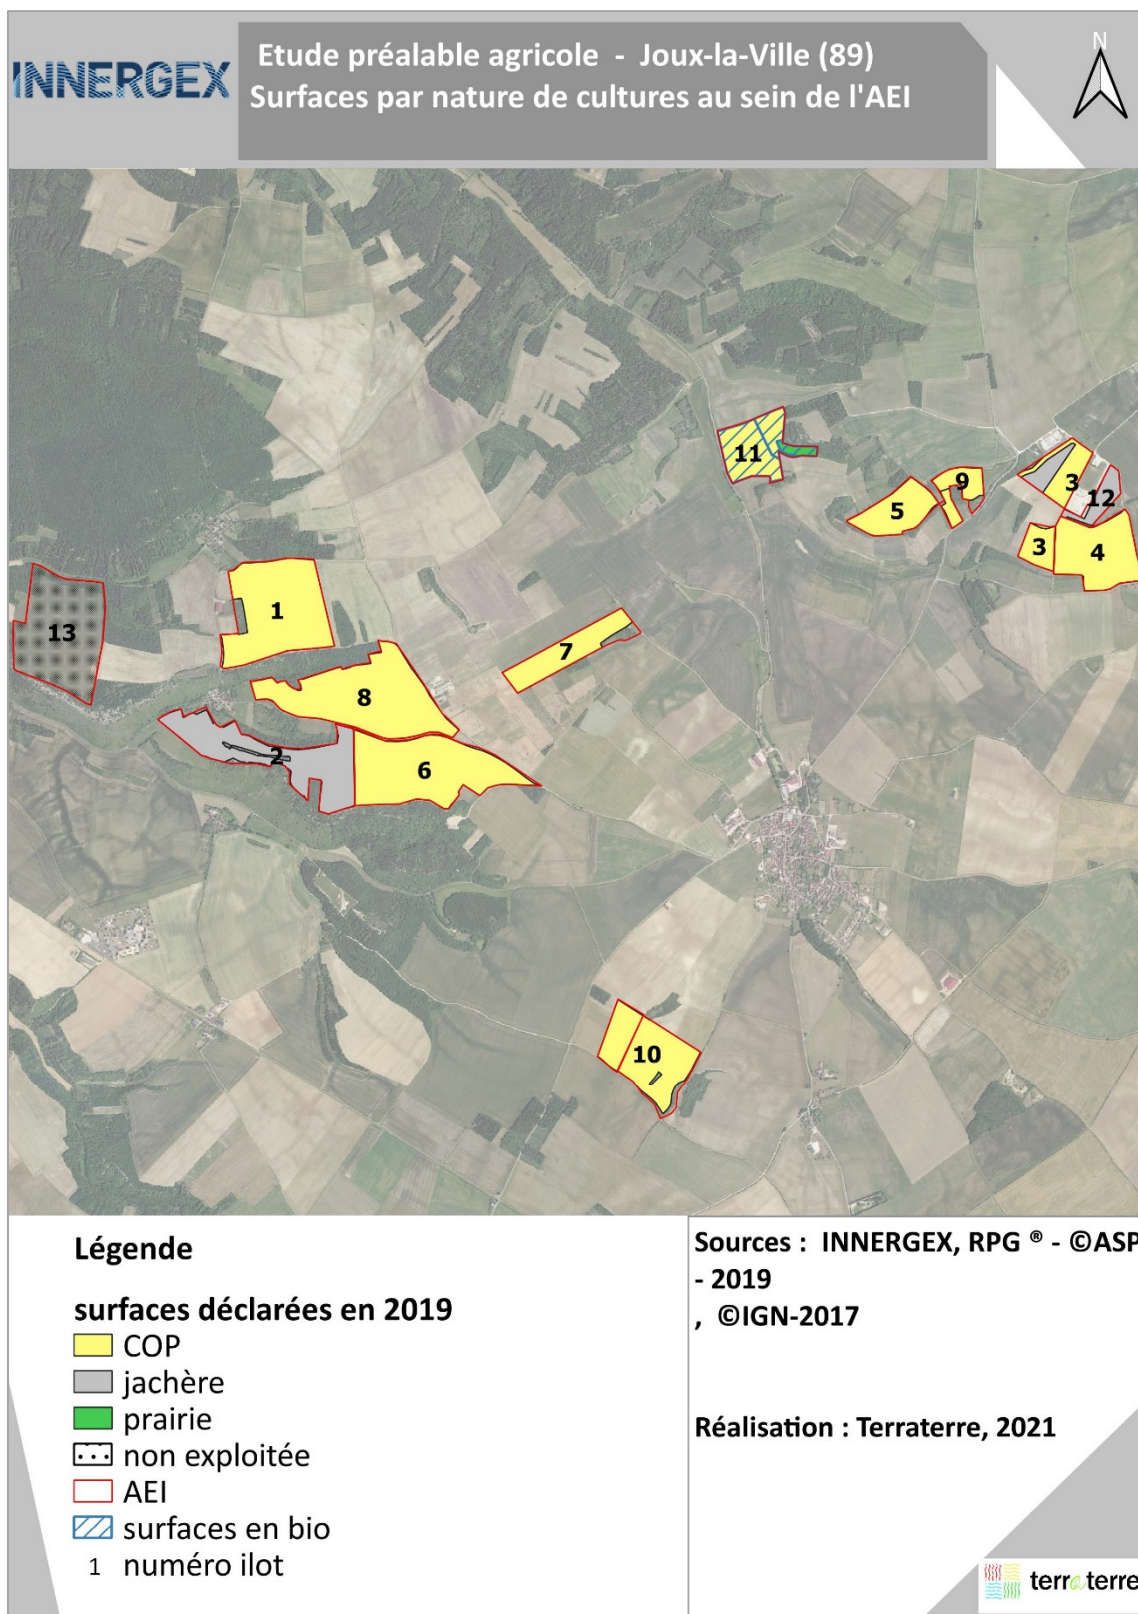 INNERGEX
Etude préalable agricole - Joux-la-Ville (89)
Surfaces par nature de cultures au sein de l'AEI
N
11
9
3
12
5
3
4
1
13
7
8
2
6
10
Légende
surfaces déclarées en 2019
COP
jachère
prairie
non exploitée
AEI
surfaces en bio
1 numéro ilot
Sources : INNERGEX, RPG ® - ©ASP
- 2019
, ©IGN-2017
Réalisation : Terraterre, 2021
terraterre